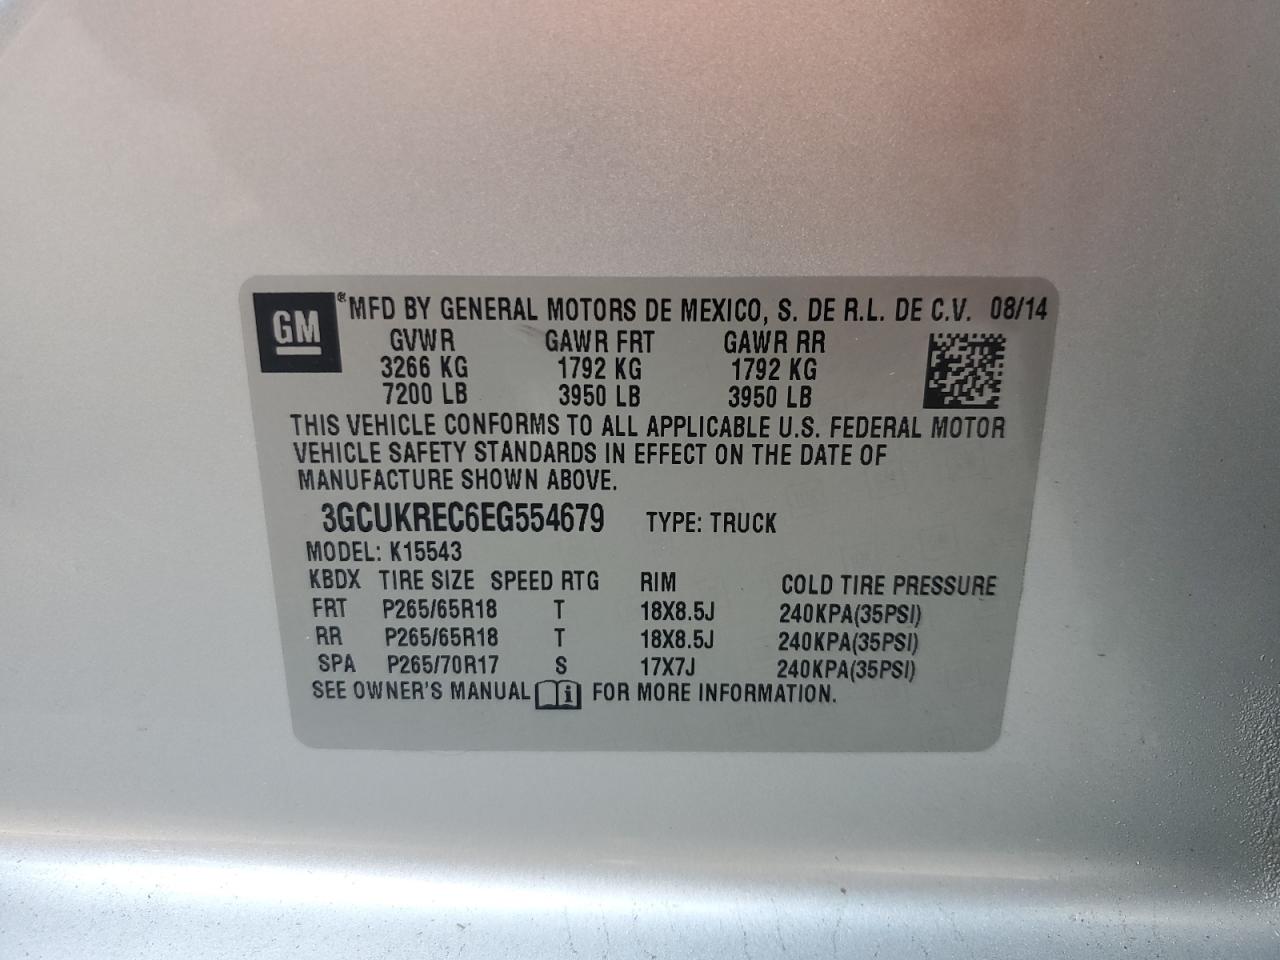 GM ® MFD BY GENERAL MOTORS DE MEXICO, S. DE R.L. DE C.V. 08/14
GVWR GAWR FRT GAWR RR
3266 KG 1792 KG 1792 KG
7200 LB 3950 LB 3950 LB
THIS VEHICLE CONFORMS TO ALL APPLICABLE U.S. FEDERAL MOTOR
VEHICLE SAFETY STANDARDS IN EFFECT ON THE DATE OF
MANUFACTURE SHOWN ABOVE.
3GCUKREC6EG554679 TYPE: TRUCK
MODEL: K15543
KBDX TIRE SIZE SPEED RTG RIM COLD TIRE PRESSURE
FRT P265/65R18 T 18X8.5J 240KPA(35PSI)
RR P265/65R18 T 18X8.5J 240KPA(35PSI)
SPA P265/70R17 S 17X7J 240KPA(35PSI)
SEE OWNER'S MANUAL i FOR MORE INFORMATION.